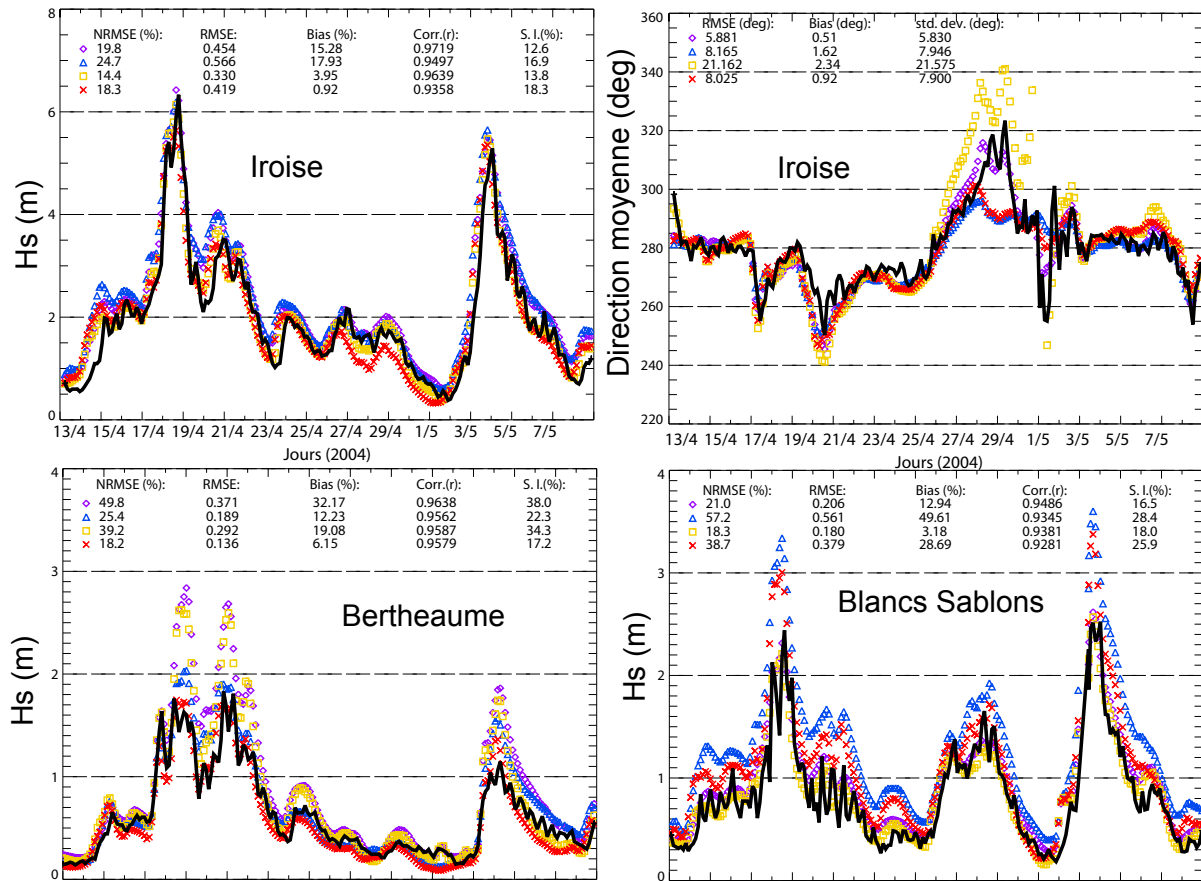 8
6
4
2
0
Hs (m)
NRMSE (%): RMSE: Bias (%): Corr.(r): S. I.(%):
19.8 0.454 15.28 0.9719 12.6
24.7 0.566 17.93 0.9497 16.9
14.4 0.330 3.95 0.9639 13.8
18.3 0.419 0.92 0.9358 18.3
Iroise
13/4 15/4 17/4 19/4 21/4 23/4 25/4 27/4 29/4 1/5 3/5 5/5 7/5
Jours (2004)
360
340
320
300
280
260
240
220
Direction moyenne (deg)
RMSE (deg): Bias (deg): std. dev. (deg):
5.881 0.51 5.830
8.165 1.62 7.946
21.162 2.34 21.575
8.025 0.92 7.900
Iroise
13/4 15/4 17/4 19/4 21/4 23/4 25/4 27/4 29/4 1/5 3/5 5/5 7/5
Jours (2004)
4
3
2
1
0
Hs (m)
NRMSE (%): RMSE: Bias (%): Corr.(r): S. I.(%):
49.8 0.371 32.17 0.9638 38.0
25.4 0.189 12.23 0.9562 22.3
39.2 0.292 19.08 0.9587 34.3
18.2 0.136 6.15 0.9579 17.2
Bertheaume
4
3
2
1
0
Hs (m)
NRMSE (%): RMSE: Bias (%): Corr.(r): S. I.(%):
21.0 0.206 12.94 0.9486 16.5
57.2 0.561 49.61 0.9345 28.4
18.3 0.180 3.18 0.9381 18.0
38.7 0.379 28.69 0.9281 25.9
Blancs Sablons